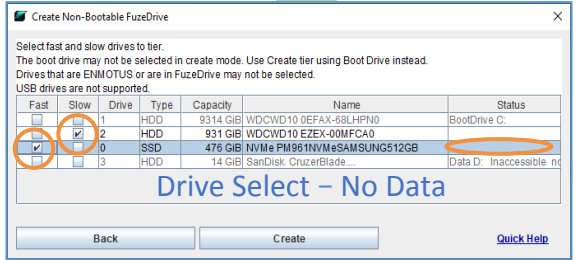 Create Non-Bootable FuzeDrive
Select fast and slow drives to tier.
The boot drive may not be selected in create mode. Use Create tier using Boot Drive instead.
Drives that are ENMOTUS or are in FuzeDrive may not be selected.
USB drives are not supported.
Fast Slow Drive Type Capacity Name Status
1 HDD 9314 GiB WDCWD10 0EFAX-68LHPN0 BootDrive C:
2 HDD 931 GiB WDCWD10 EZEX-00MFCA0
0 SSD 476 GiB NVMe PM961NVMeSAMSUNG512GB
3 HDD 14 GiB SanDisk. CruzerBlade.... Data D: Inaccessible no
Drive Select – No Data
Back Create Quick Help